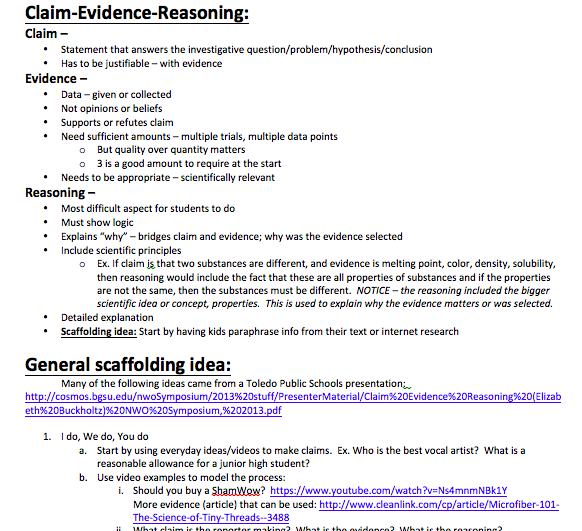 Claim-Evidence-Reasoning:
Claim –
• Statement that answers the investigative question/problem/hypothesis/conclusion
• Has to be justifiable – with evidence
Evidence –
• Data – given or collected
• Not opinions or beliefs
• Supports or refutes claim
• Need sufficient amounts – multiple trials, multiple data points
o But quality over quantity matters
o 3 is a good amount to require at the start
• Needs to be appropriate – scientifically relevant
Reasoning –
• Most difficult aspect for students to do
• Must show logic
• Explains "why" – bridges claim and evidence; why was the evidence selected
• Include scientific principles
o Ex. If claim is that two substances are different, and evidence is melting point, color, density, solubility,
then reasoning would include the fact that these are all properties of substances and if the properties
are not the same, then the substances must be different. NOTICE – the reasoning included the bigger
scientific idea or concept, properties. This is used to explain why the evidence matters or was selected.
• Detailed explanation
• Scaffolding idea: Start by having kids paraphrase info from their text or internet research
General scaffolding idea:
Many of the following ideas came from a Toledo Public Schools presentation:
http://cosmos.bgsu.edu/nwoSymposium/2013%20stuff/PresenterMaterial/Claim%20Evidence%20Reasoning%20(Elizab
eth%20Buckholtz)%20NWO%20Symposium,%202013.pdf
1. I do, We do, You do
a. Start by using everyday ideas/videos to make claims. Ex. Who is the best vocal artist? What is a
reasonable allowance for a junior high student?
b. Use video examples to model the process:
i. Should you buy a ShamWow? https://www.youtube.com/watch?v=Ns4mnmNBk1Y
More evidence (article) that can be used: http://www.cleanlink.com/cp/article/Microfiber-101-
The-Science-of-Tiny-Threads--3488
ii. What claim is the reporter making? What is the evidence? What is the reasoning?